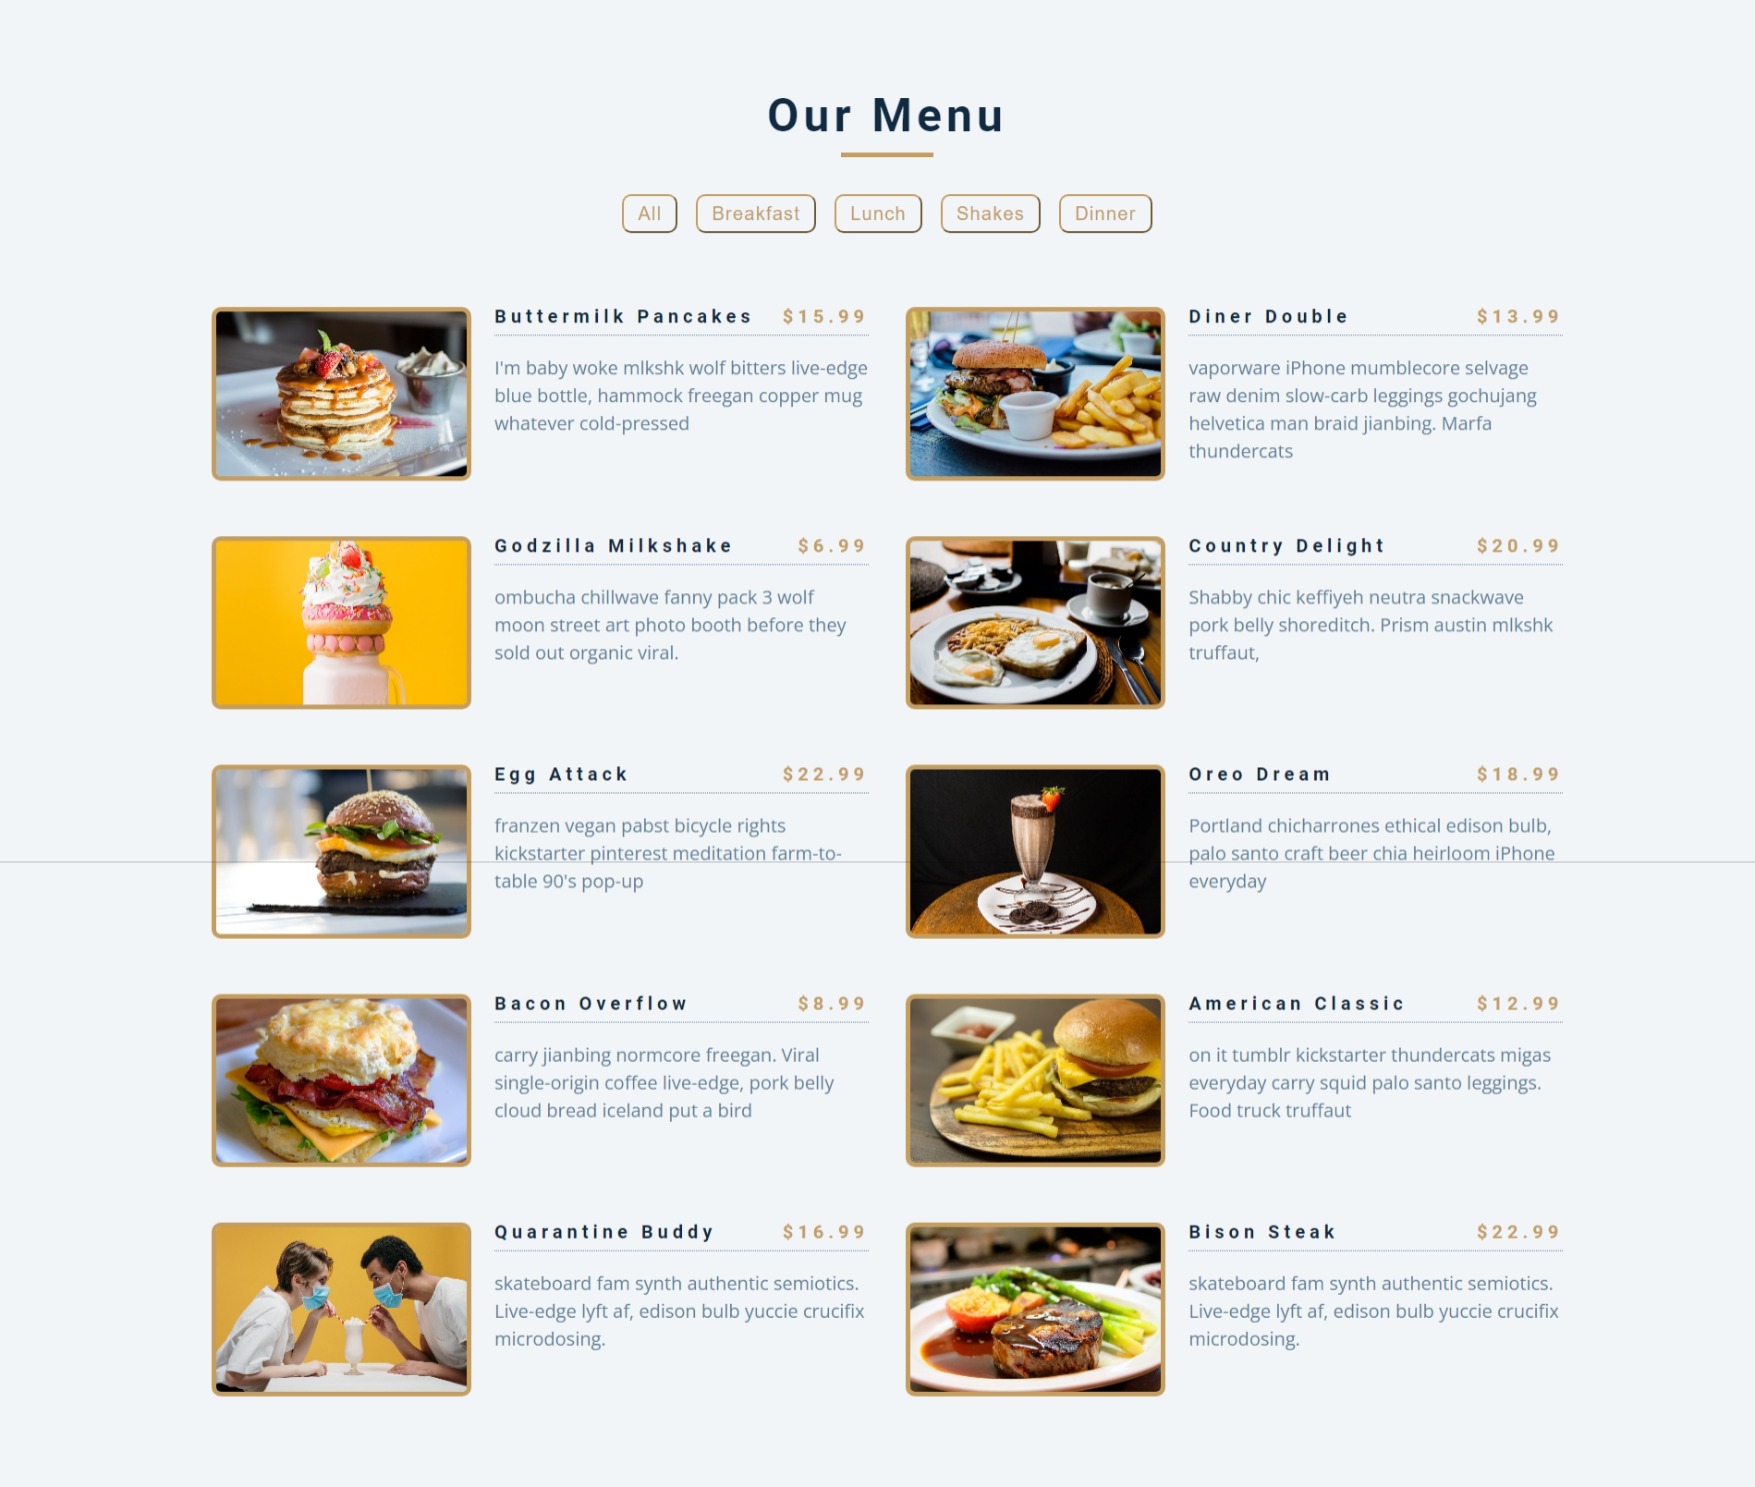 Our Menu
All
Breakfast
Lunch
Shakes
Dinner
Buttermilk Pancakes $15.99
I'm baby woke mlkshk wolf bitters live-edge
blue bottle, hammock freegan copper mug
whatever cold-pressed
Diner Double $13.99
vaporware iPhone mumblecore selvage
raw denim slow-carb leggings gochujang
helvetica man braid jianbing. Marfa
thundercats
Godzilla Milkshake $6.99
ombucha chillwave fanny pack 3 wolf
moon street art photo booth before they
sold out organic viral.
Country Delight $20.99
Shabby chic keffiyeh neutra snackwave
pork belly shoreditch. Prism austin mlkshk
truffaut,
Egg Attack $22.99
franzen vegan pabst bicycle rights
kickstarter pinterest meditation farm-to-
table 90's pop-up
Oreo Dream $18.99
Portland chicharrones ethical edison bulb,
palo santo craft beer chia heirloom iPhone
everyday
Bacon Overflow $8.99
carry jianbing normcore freegan. Viral
single-origin coffee live-edge, pork belly
cloud bread iceland put a bird
American Classic $12.99
on it tumblr kickstarter thundercats migas
everyday carry squid palo santo leggings.
Food truck truffaut
Quarantine Buddy $16.99
skateboard fam synth authentic semiotics.
Live-edge lyft af, edison bulb yuccie crucifix
microdosing.
Bison Steak $22.99
skateboard fam synth authentic semiotics.
Live-edge lyft af, edison bulb yuccie crucifix
microdosing.